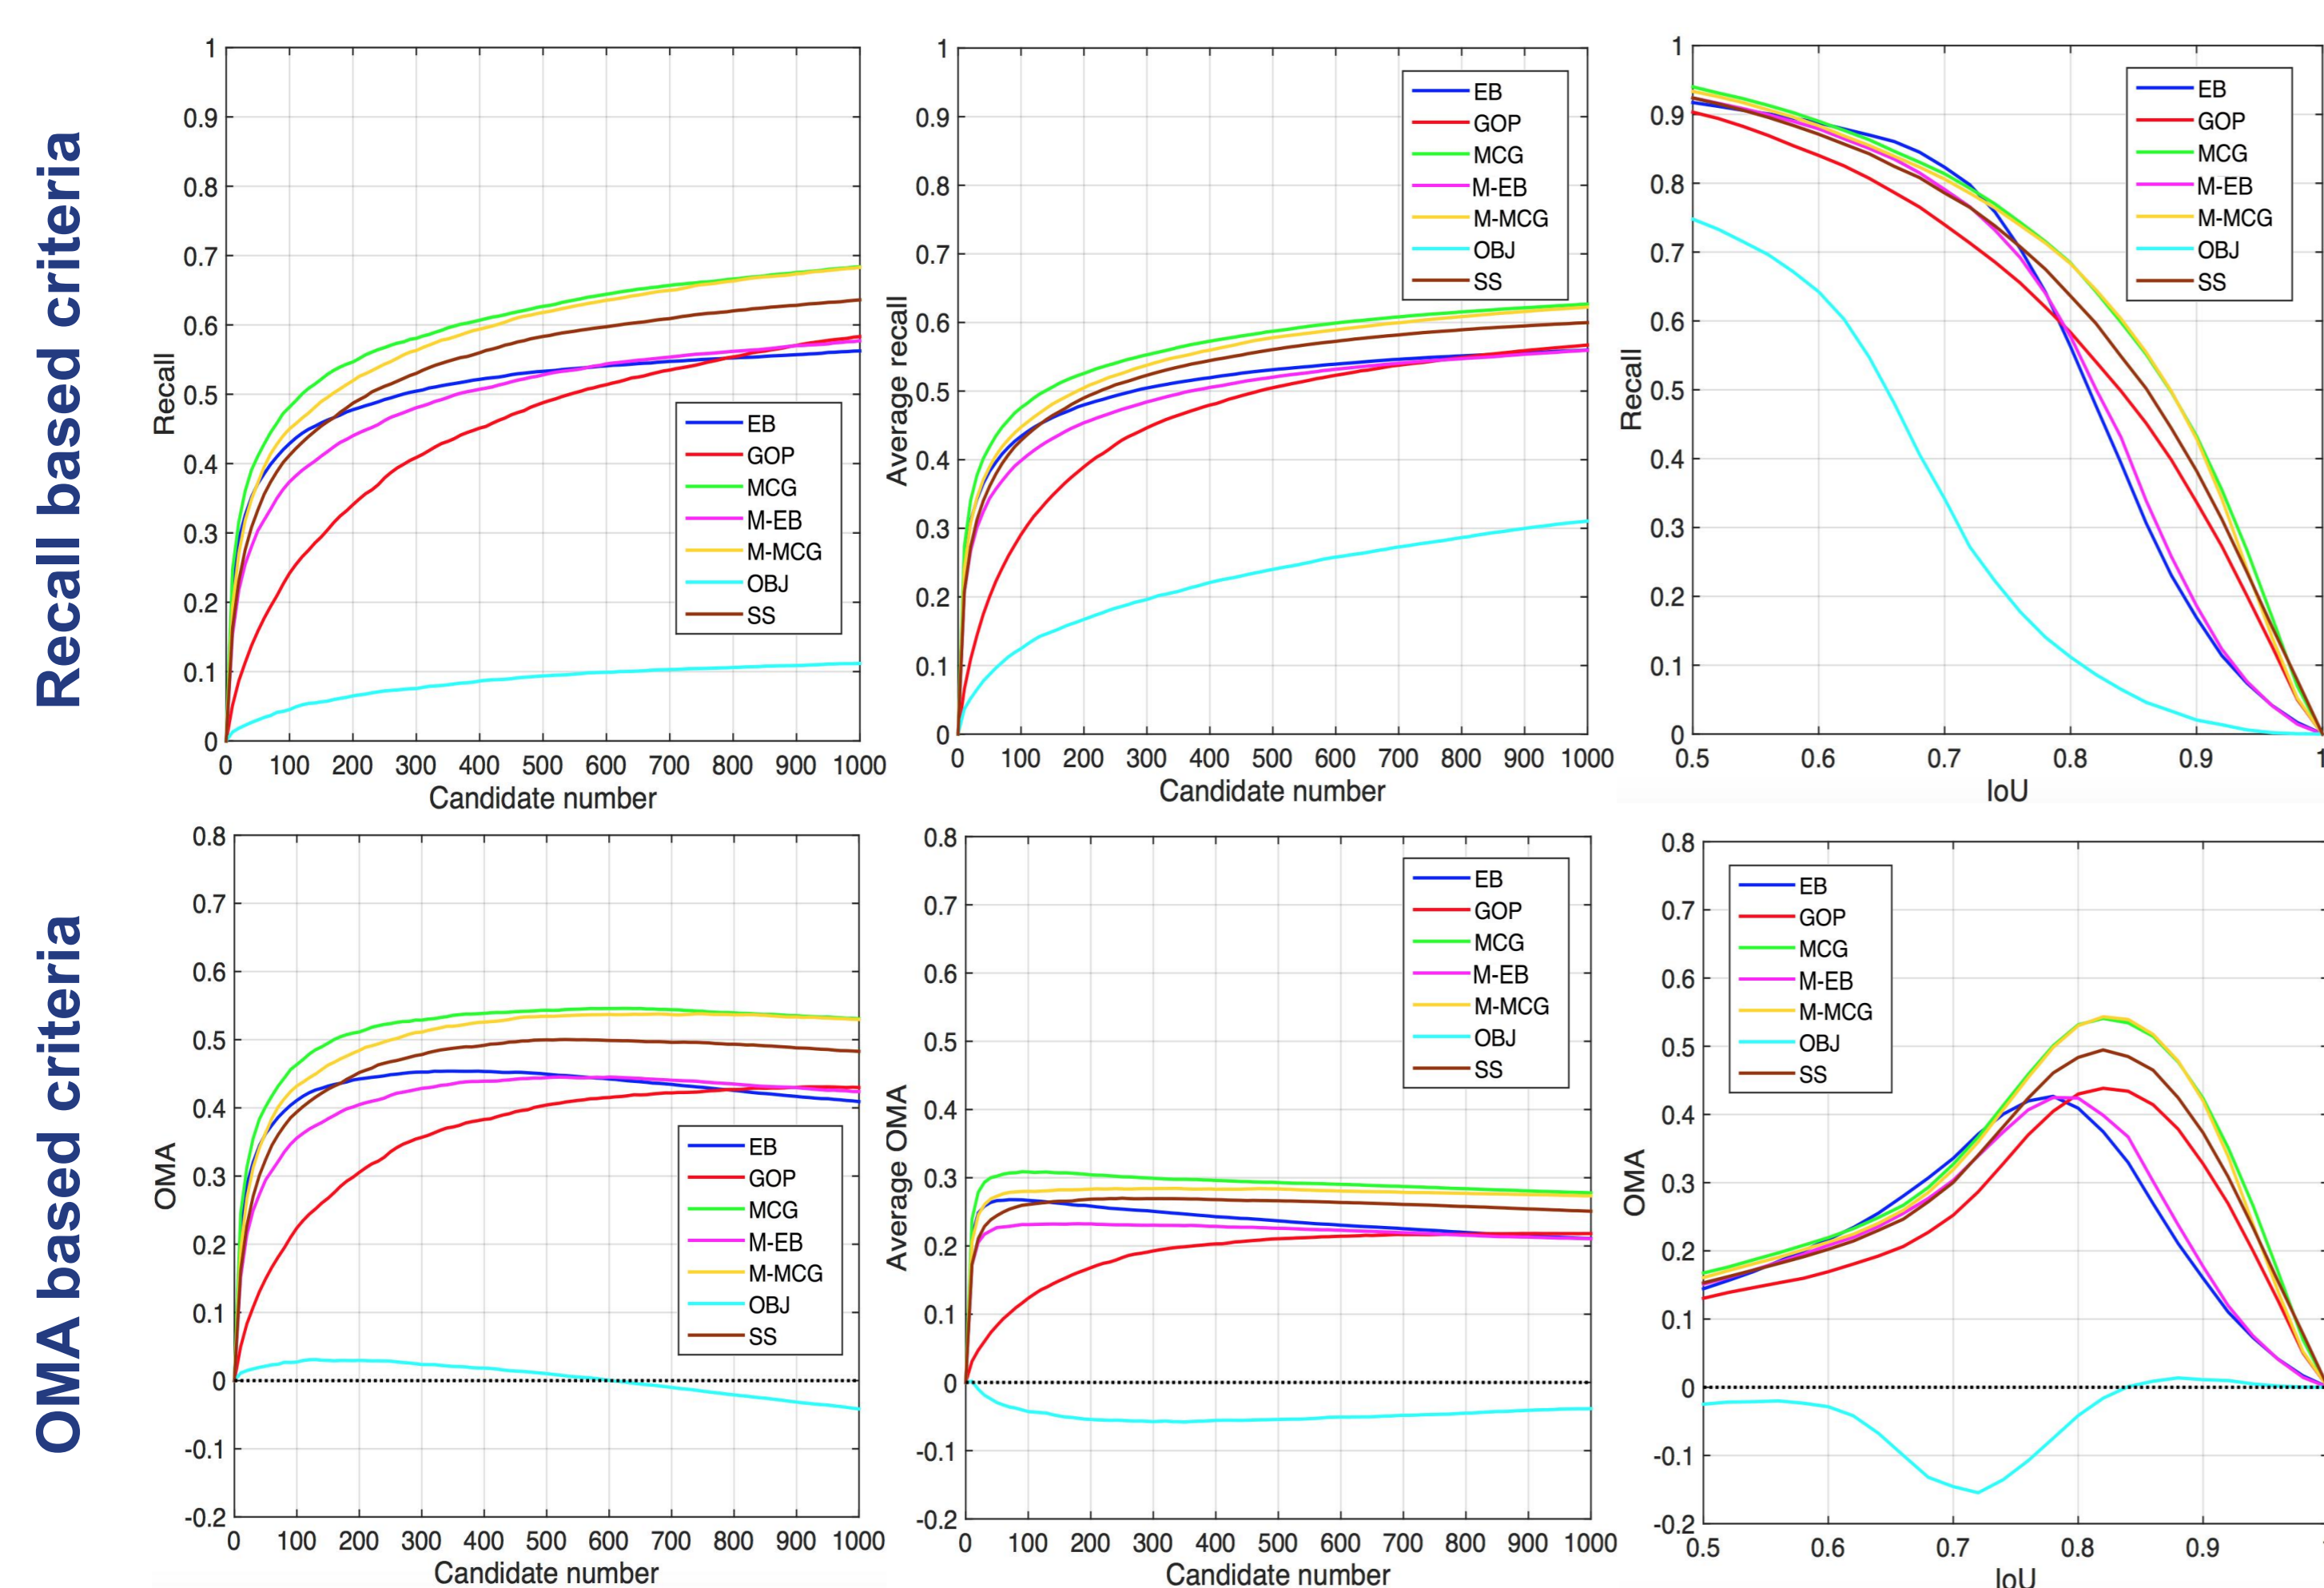 Recall based criteria
1
0.9
0.8
0.7
0.6
0.5
0.4
0.3
0.2
0.1
0
Recall
EB
GOP
MCG
M-EB
M-MCG
OBJ
SS
0 100 200 300 400 500 600 700 800 900 1000
Candidate number
1
0.9
0.8
0.7
0.6
0.5
0.4
0.3
0.2
0.1
0
Average recall
EB
GOP
MCG
M-EB
M-MCG
OBJ
SS
0 100 200 300 400 500 600 700 800 900 1000
Candidate number
1
0.9
0.8
0.7
0.6
0.5
0.4
0.3
0.2
0.1
0
Recall
EB
GOP
MCG
M-EB
M-MCG
OBJ
SS
0.5 0.6 0.7 0.8 0.9 1
IoU
OMA based criteria
0.8
0.7
0.6
0.5
0.4
0.3
0.2
0.1
0
-0.1
-0.2
OMA
EB
GOP
MCG
M-EB
M-MCG
OBJ
SS
0 100 200 300 400 500 600 700 800 900 1000
Candidate number
0.8
0.7
0.6
0.5
0.4
0.3
0.2
0.1
0
-0.1
-0.2
Average OMA
EB
GOP
MCG
M-EB
M-MCG
OBJ
SS
0 100 200 300 400 500 600 700 800 900 1000
Candidate number
0.8
0.7
0.6
0.5
0.4
0.3
0.2
0.1
0
-0.1
-0.2
OMA
EB
GOP
MCG
M-EB
M-MCG
OBJ
SS
0.5 0.6 0.7 0.8 0.9
IoU